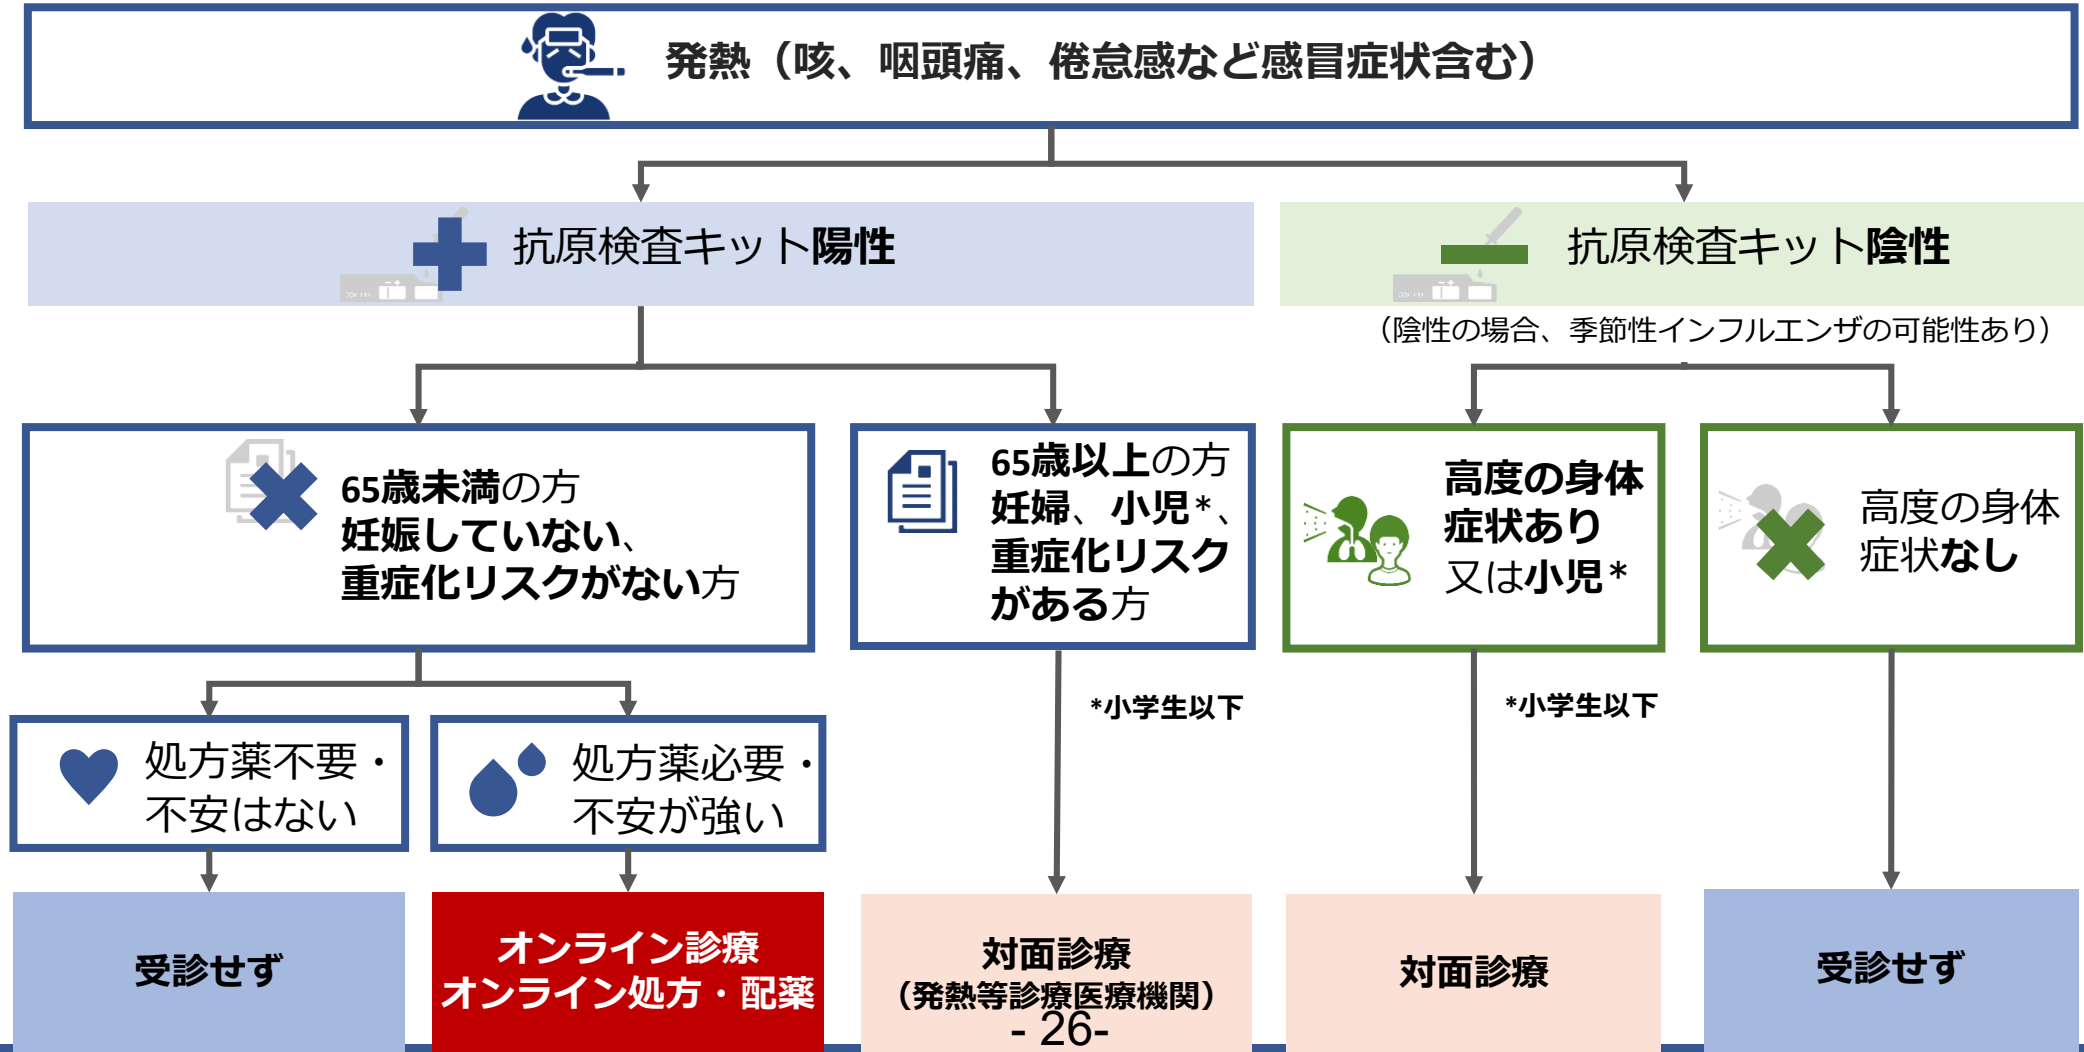 発熱（咳、咽頭痛、倦怠感など感冒症状含む）
抗原検査キット陽性
抗原検査キット陰性
（陰性の場合、季節性インフルエンザの可能性あり）
65歳未満の方
妊娠していない、
重症化リスクがない方
65歳以上の方
妊婦、小児*、
重症化リスク
がある方
高度の身体
症状あり
又は小児*
高度の身体
症状なし
*小学生以下
*小学生以下
処方薬不要・
不安はない
処方薬必要・
不安が強い
受診せず
オンライン診療
オンライン処方・配薬
対面診療
（発熱等診療医療機関）
対面診療
受診せず
- 26-